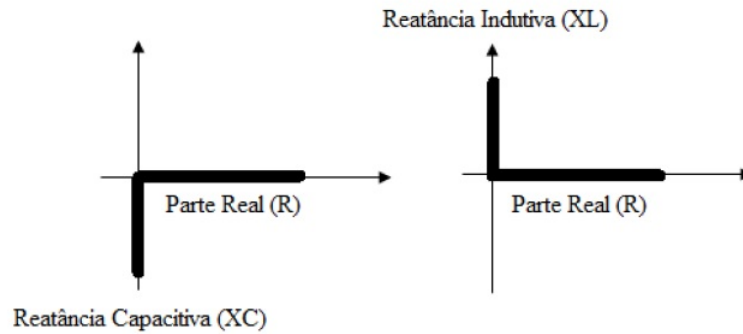 Reatância Indutiva (XL)
Parte Real (R)
Parte Real (R)
Reatância Capacitiva (XC)